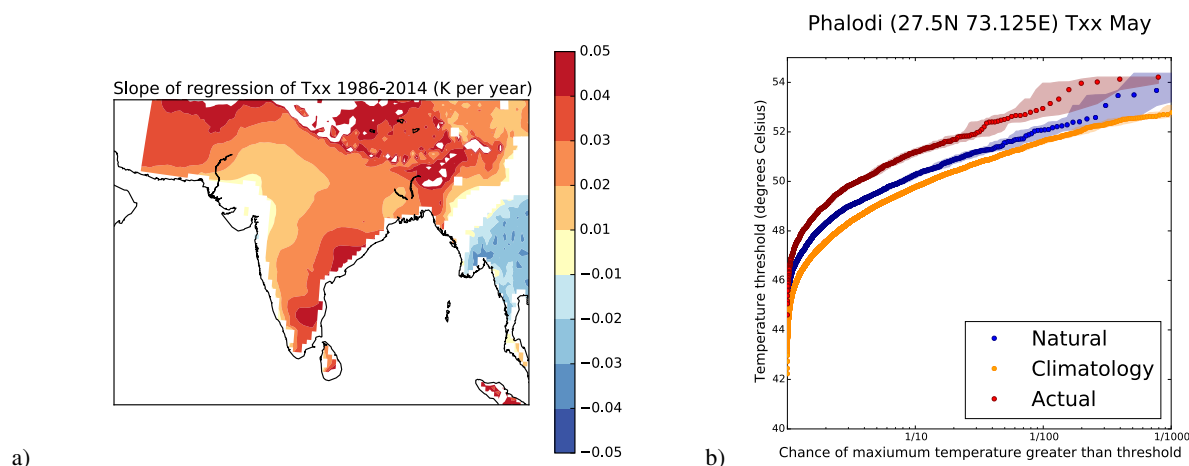 Slope of regression of Txx 1986-2014 (K per year)
0.05
0.04
0.03
0.02
0.01
−0.01
−0.02
−0.03
−0.04
−0.05
a)
Phalodi (27.5N 73.125E) Txx May
Temperature threshold (degrees Celsius)
54
52
50
48
46
44
42
40
Natural
Climatology
Actual
1/10
1/100
1/1000
Chance of maxiumum temperature greater than threshold
b)